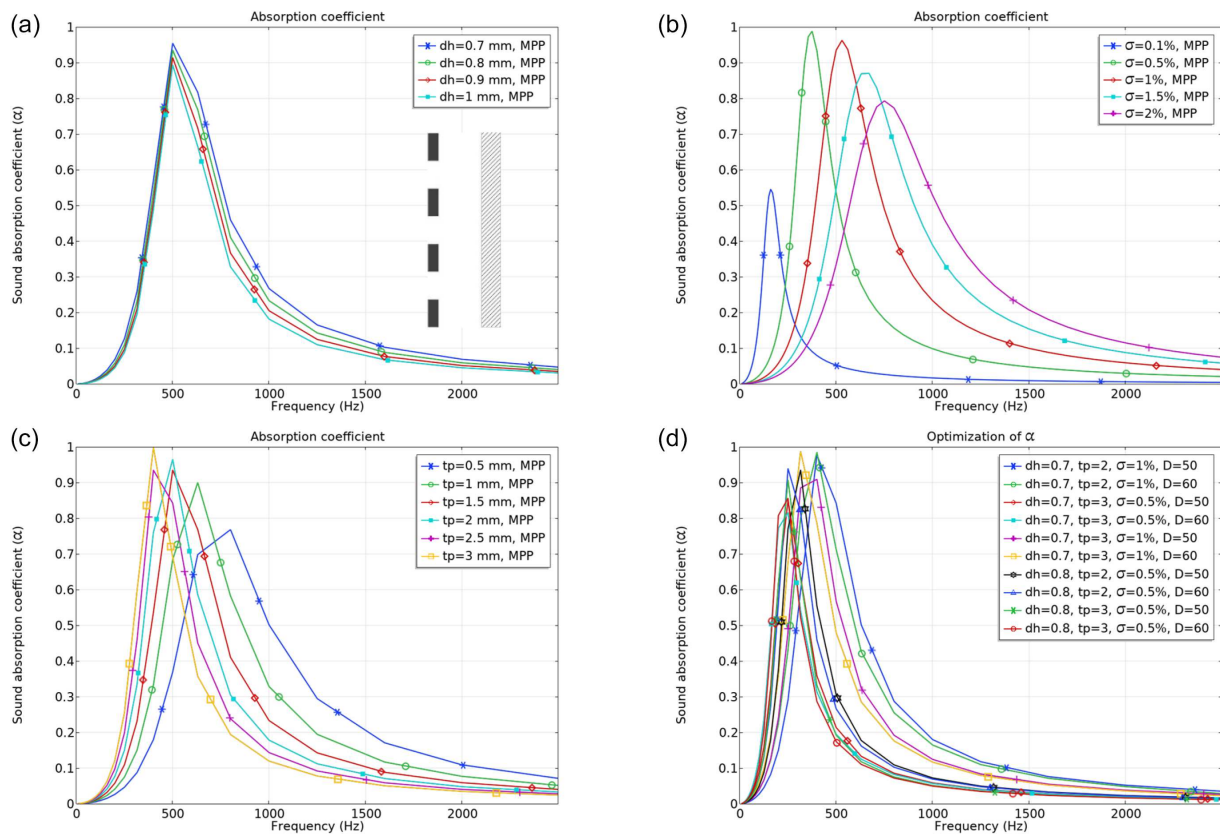 (a)
Absorption coefficient
Sound absorption coefficient (α)
1
0.9
0.8
0.7
0.6
0.5
0.4
0.3
0.2
0.1
0
0
500
1000
1500
2000
Frequency (Hz)
dh=0.7 mm, MPP
dh=0.8 mm, MPP
dh=0.9 mm, MPP
dh=1 mm, MPP
(b)
Absorption coefficient
Sound absorption coefficient (α)
1
0.9
0.8
0.7
0.6
0.5
0.4
0.3
0.2
0.1
0
0
500
1000
1500
2000
Frequency (Hz)
σ=0.1%, MPP
σ=0.5%, MPP
σ=1%, MPP
σ=1.5%, MPP
σ=2%, MPP
(c)
Absorption coefficient
Sound absorption coefficient (α)
1
0.9
0.8
0.7
0.6
0.5
0.4
0.3
0.2
0.1
0
0
500
1000
1500
2000
Frequency (Hz)
tp=0.5 mm, MPP
tp=1 mm, MPP
tp=1.5 mm, MPP
tp=2 mm, MPP
tp=2.5 mm, MPP
tp=3 mm, MPP
(d)
Optimization of α
Sound absorption coefficient (α)
1
0.9
0.8
0.7
0.6
0.5
0.4
0.3
0.2
0.1
0
0
500
1000
1500
2000
Frequency (Hz)
dh=0.7, tp=2, σ=1%, D=50
dh=0.7, tp=2, σ=1%, D=60
dh=0.7, tp=3, σ=0.5%, D=50
dh=0.7, tp=3, σ=0.5%, D=60
dh=0.7, tp=3, σ=1%, D=50
dh=0.7, tp=3, σ=1%, D=60
dh=0.8, tp=2, σ=0.5%, D=50
dh=0.8, tp=2, σ=0.5%, D=60
dh=0.8, tp=3, σ=0.5%, D=50
dh=0.8, tp=3, σ=0.5%, D=60